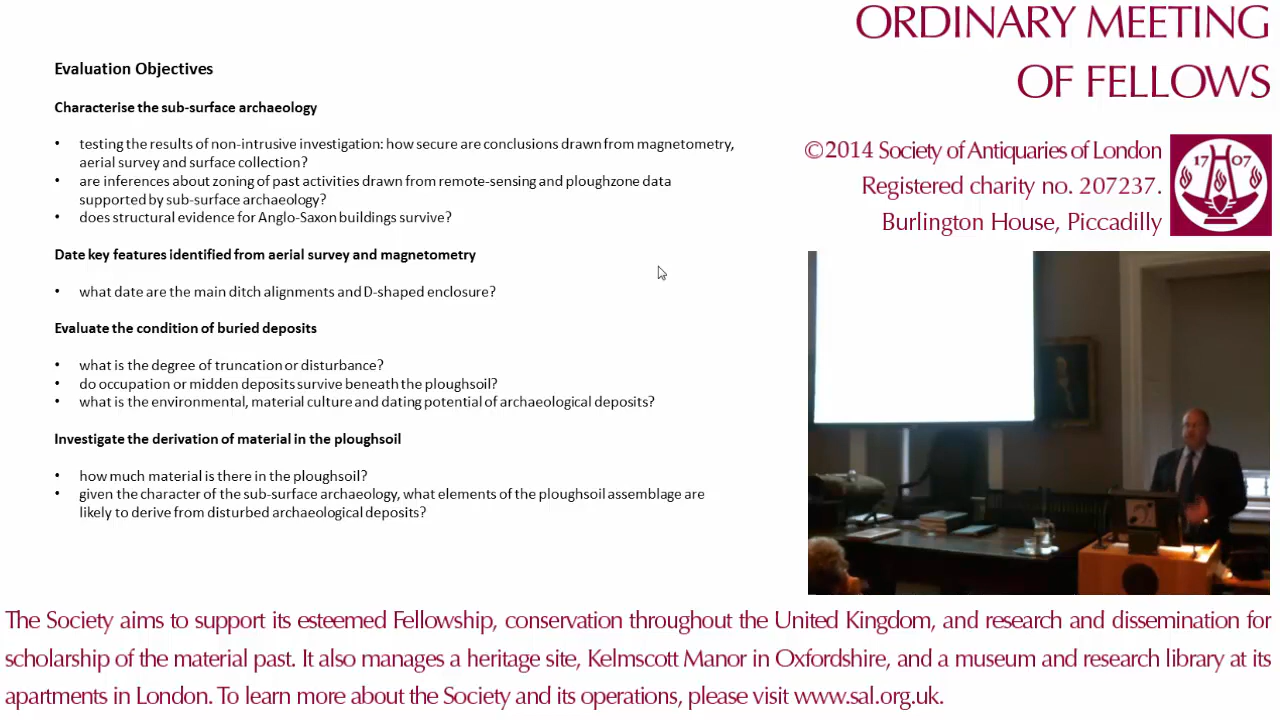 ORDINARY MEETING
OF FELLOWS
©2014 Society of Antiquaries of London
Registered charity no. 207237.
Burlington House, Piccadilly
17 07
Evaluation Objectives
Characterise the sub-surface archaeology
• testing the results of non-intrusive investigation: how secure are conclusions drawn from magnetometry,
aerial survey and surface collection?
• are inferences about zoning of past activities drawn from remote-sensing and ploughzone data
supported by sub-surface archaeology?
• does structural evidence for Anglo-Saxon buildings survive?
Date key features identified from aerial survey and magnetometry
• what date are the main ditch alignments and D-shaped enclosure?
Evaluate the condition of buried deposits
• what is the degree of truncation or disturbance?
• do occupation or midden deposits survive beneath the ploughsoil?
• what is the environmental, material culture and dating potential of archaeological deposits?
Investigate the derivation of material in the ploughsoil
• how much material is there in the ploughsoil?
• given the character of the sub-surface archaeology, what elements of the ploughsoil assemblage are
likely to derive from disturbed archaeological deposits?
The Society aims to support its esteemed Fellowship, conservation throughout the United Kingdom, and research and dissemination for
scholarship of the material past. It also manages a heritage site, Kelmscott Manor in Oxfordshire, and a museum and research library at its
apartments in London. To learn more about the Society and its operations, please visit www.sal.org.uk.